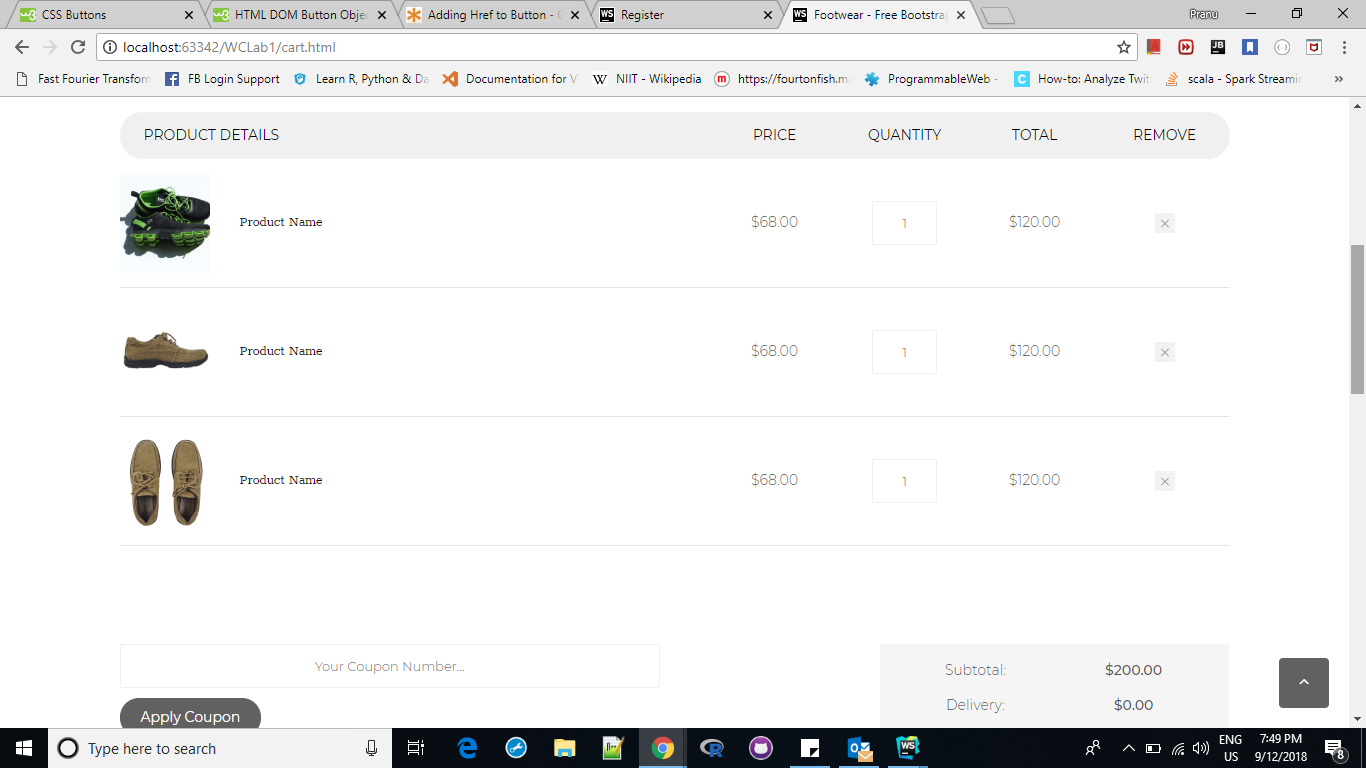 CSS Buttons
HTML DOM Button Objec
Adding Href to Button -
Register
Footwear - Free Bootstrap
Pranu
localhost:63342/WCLab1/cart.html
Fast Fourier Transform
FB Login Support
Learn R, Python & Da
Documentation for V
W NIIT - Wikipedia
m https://fourtonfish.m
ProgrammableWeb -
C How-to: Analyze Twit
scala - Spark Streamin
»
PRODUCT DETAILS PRICE QUANTITY TOTAL REMOVE
Product Name $68.00 1 $120.00 ×
Product Name $68.00 1 $120.00 ×
Product Name $68.00 1 $120.00 ×
Your Coupon Number...
Apply Coupon
Subtotal: $200.00
Delivery: $0.00
Type here to search
ENG
US
7:49 PM
9/12/2018
8